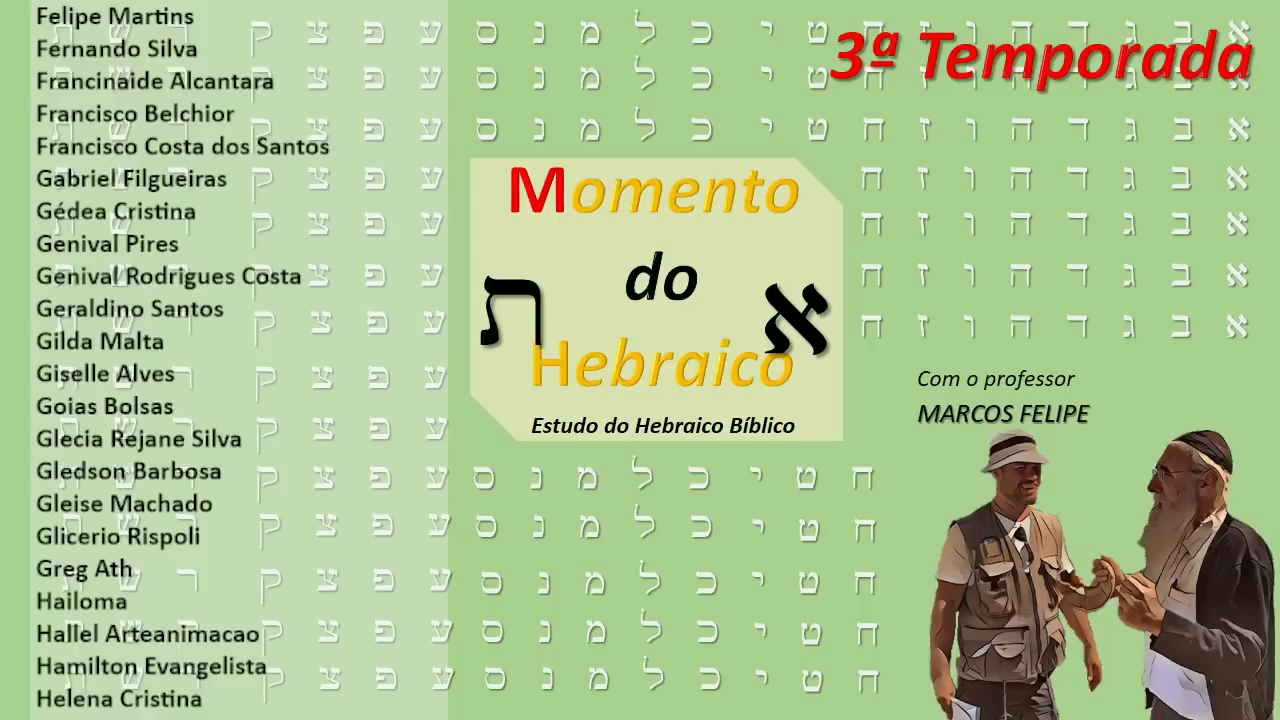 Felipe Martins
Fernando Silva
Francinaide Alcantara
Francisco Belchior
Francisco Costa dos Santos
Gabriel Filgueiras
Gédea Cristina
Genival Pires
Genival Rodrigues Costa
Geraldino Santos
Gilda Malta
Giselle Alves
Goias Bolsas
Glecia Rejane Silva
Gledson Barbosa
Gleise Machado
Glicerio Rispoli
Greg Ath
Hailoma
Hallel Arteanimacao
Hamilton Evangelista
Helena Cristina
3ª Temporada
Momento
do
א ת
Hebraico
Estudo do Hebraico Bíblico
Com o professor
MARCOS FELIPE
א ב ג ד ה ו ז ח ט י כ ל מ נ ס ע פ צ ק ר ש ת